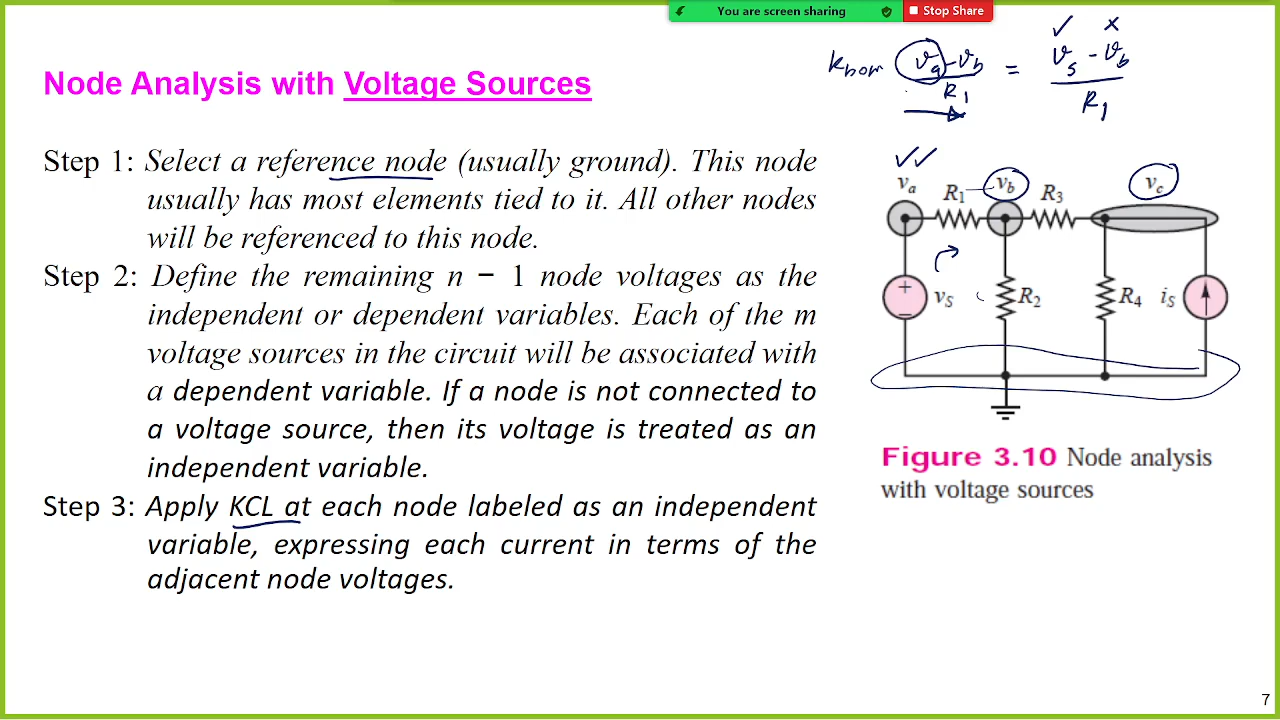 You are screen sharing
Stop Share
Node Analysis with Voltage Sources
Step 1: Select a reference node (usually ground). This node
usually has most elements tied to it. All other nodes
will be referenced to this node.
Step 2: Define the remaining n − 1 node voltages as the
independent or dependent variables. Each of the m
voltage sources in the circuit will be associated with
a dependent variable. If a node is not connected to
a voltage source, then its voltage is treated as an
independent variable.
Step 3: Apply KCL at each node labeled as an independent
variable, expressing each current in terms of the
adjacent node voltages.
va - vb = vs - vb
R1 R1
va R1 vb R3 vc
+
− vS R2 R4 iS
Figure 3.10 Node analysis
with voltage sources
7